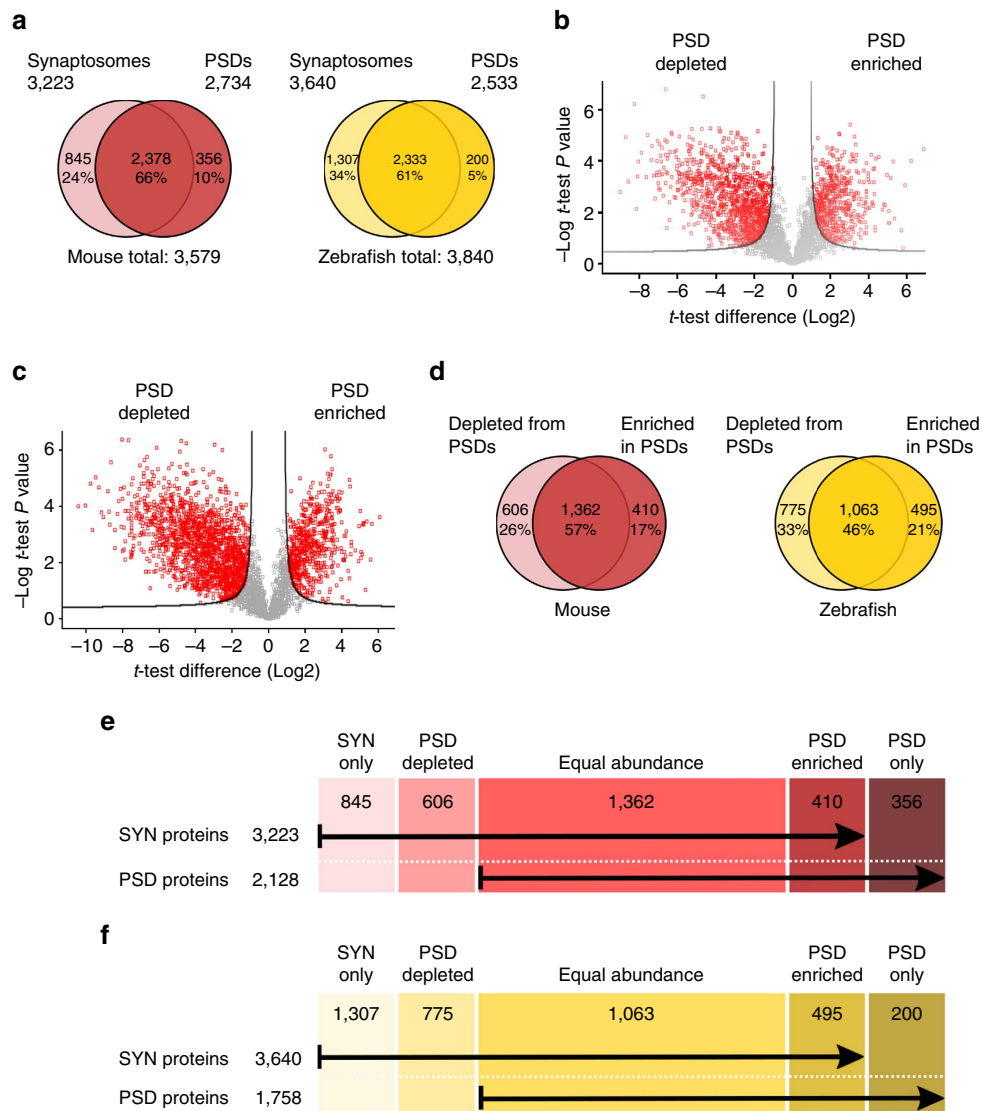 a
Synaptosomes
3,223
PSDs
2,734
845
24%
2,378
66%
356
10%
Mouse total: 3,579
Synaptosomes
3,640
PSDs
2,533
1,307
34%
2,333
61%
200
5%
Zebrafish total: 3,840
b
PSD
depleted
PSD
enriched
–Log t-test P value
6
4
2
0
–8 –6 –4 –2 0 2 4 6
t-test difference (Log2)
c
PSD
depleted
PSD
enriched
–Log t-test P value
6
4
2
0
–10 –8 –6 –4 –2 0 2 4 6
t-test difference (Log2)
d
Depleted from
PSDs
Enriched
in PSDs
606
26%
1,362
57%
410
17%
Mouse
Depleted from
PSDs
Enriched
in PSDs
775
33%
1,063
46%
495
21%
Zebrafish
e
SYN
only
PSD
depleted
Equal abundance
PSD
enriched
PSD
only
845 606 1,362 410 356
SYN proteins 3,223
PSD proteins 2,128
f
SYN
only
PSD
depleted
Equal abundance
PSD
enriched
PSD
only
1,307 775 1,063 495 200
SYN proteins 3,640
PSD proteins 1,758